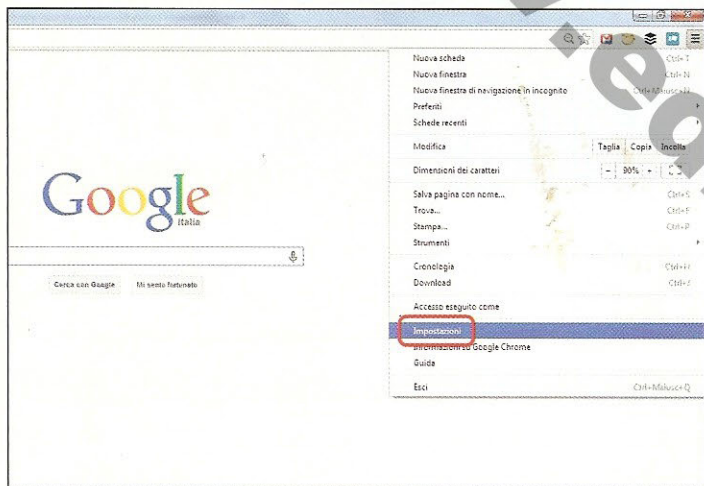 Nuova scheda Ctrl+T
Nuova finestra Ctrl+N
Nuova finestra di navigazione in incognito Ctrl+Maiusc+N
Preferiti
Schede recenti
Modifica Taglia Copia Incolla
Dimensioni dei caratteri - 90% +
Salva pagina con nome... Ctrl+S
Trova... Ctrl+F
Stampa... Ctrl+P
Strumenti
Cronologia Ctrl+H
Download
Accesso eseguito come
Impostazioni
Informazioni su Google Chrome
Guida
Esci Ctrl+Maiusc+Q
Google
Italia
Cerca con Google Mi sento fortunato